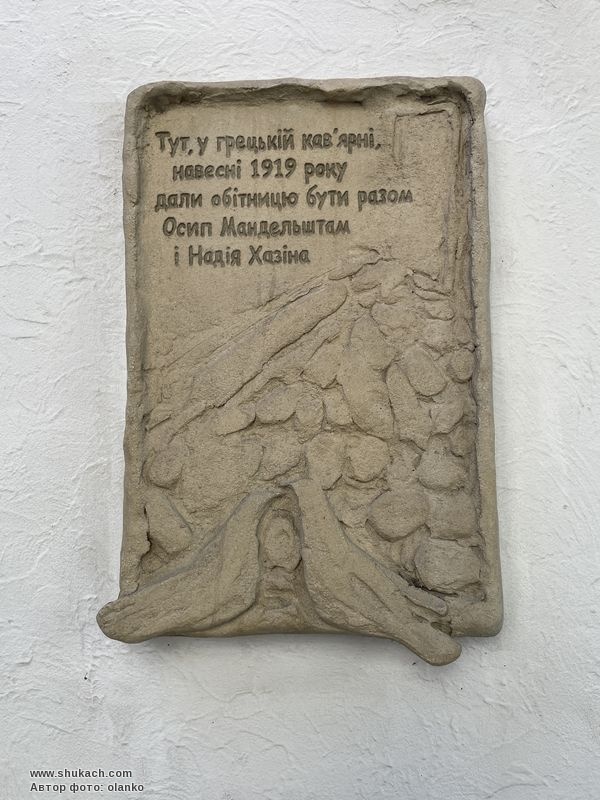 Тут, у грецькій кав'ярні,
навесні 1919 року
дали обітницю бути разом
Осип Мандельштам
і Надія Хазіна
www.shukach.com
Автор фото: olanko